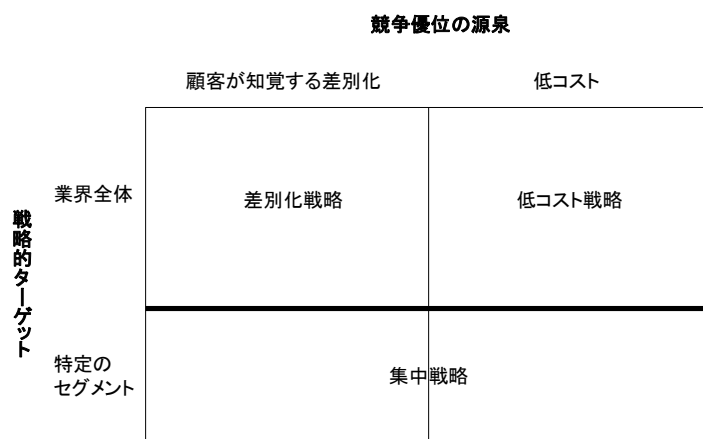 競争優位の源泉
顧客が知覚する差別化
低コスト
業界全体
差別化戦略
低コスト戦略
戦略的ターゲット
特定の
セグメント
集中戦略